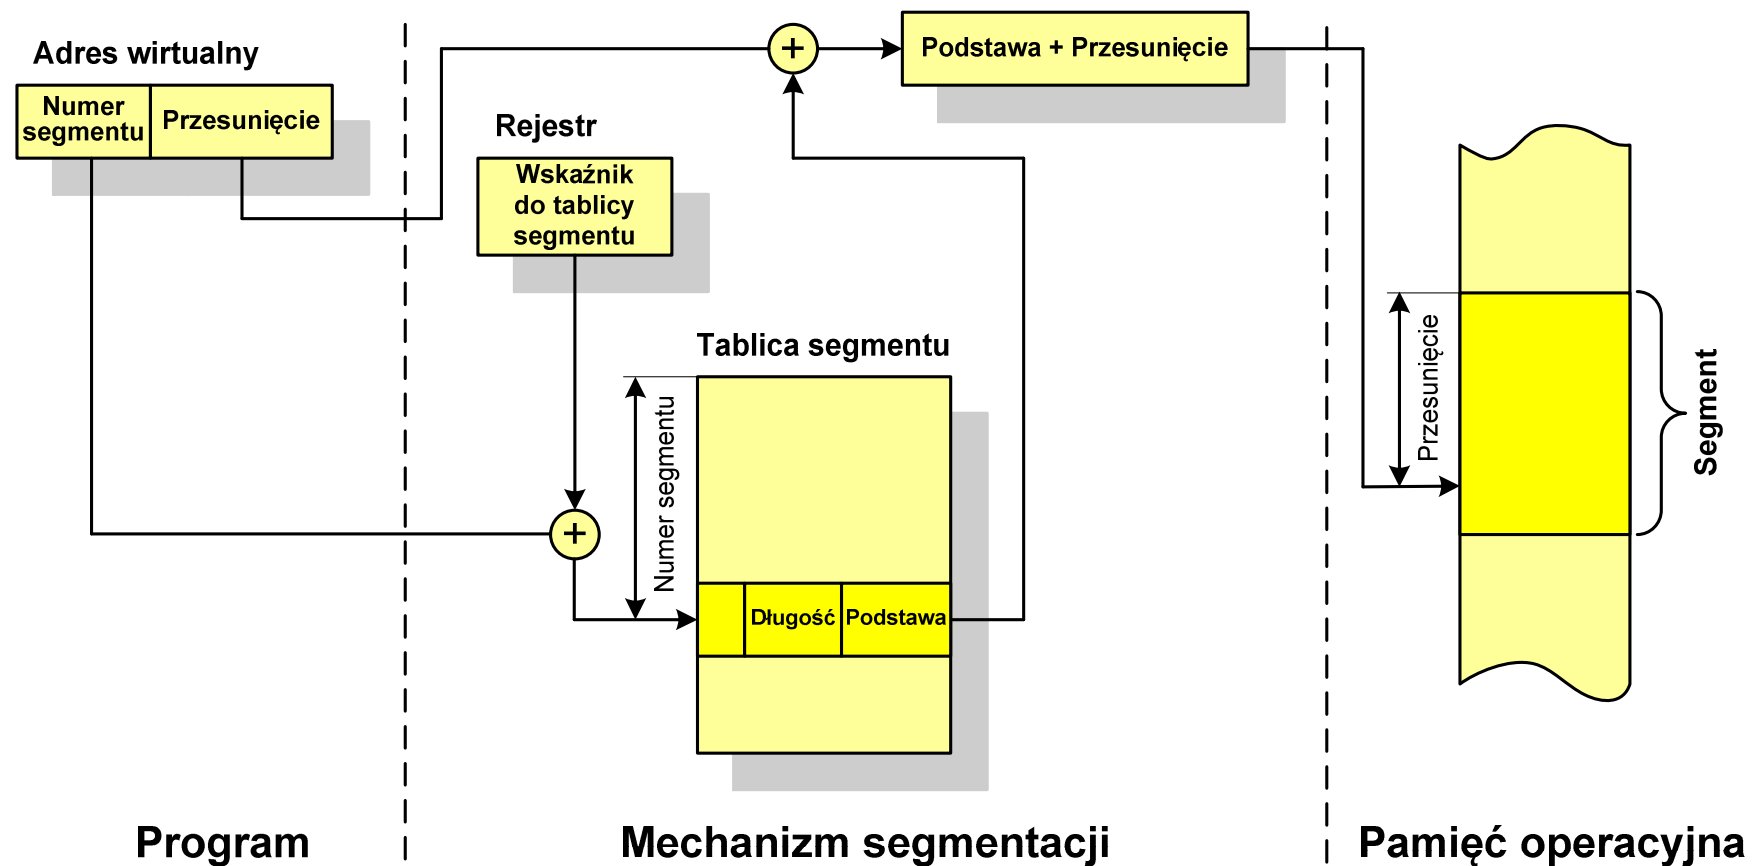 Adres wirtualny
Numer
segmentu
Przesunięcie
Rejestr
Wskaźnik
do tablicy
segmentu
+
Podstawa + Przesunięcie
Tablica segmentu
Numer segmentu
+
Długość
Podstawa
Przesunięcie
Segment
Program
Mechanizm segmentacji
Pamięć operacyjna